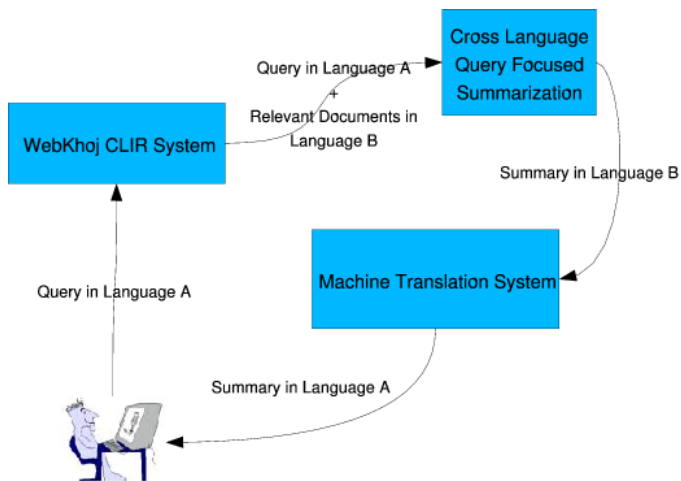 Cross Language
Query Focused
Summarization
Query in Language A
+
Relevant Documents in
Language B
WebKhoj CLIR System
Summary in Language B
Machine Translation System
Query in Language A
Summary in Language A